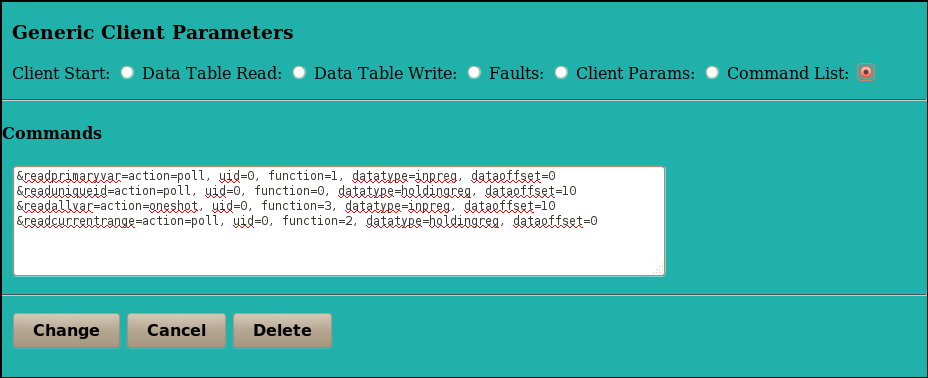 Generic Client Parameters
Client Start: Data Table Read: Data Table Write: Faults: Client Params: Command List:
Commands
&readprimaryvar=action=poll, uid=0, function=1, datatype=inpreg, dataoffset=0
&readuniqueid=action=poll, uid=0, function=0, datatype=holdingreg, dataoffset=10
&readallvar=action=oneshot, uid=0, function=3, datatype=inpreg, dataoffset=10
&readcurrentrange=action=poll, uid=0, function=2, datatype=holdingreg, dataoffset=0
Change Cancel Delete